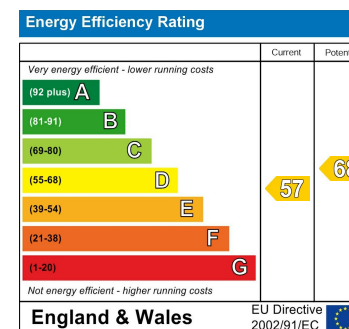 Energy Efficiency Rating
Current
Very energy efficient - lower running costs
(92 plus) A
(81-91) B
(69-80) C
(55-68) D
57
(39-54) E
(21-38) F
(1-20) G
Not energy efficient - higher running costs
England & Wales
EU Directive
2002/91/EC